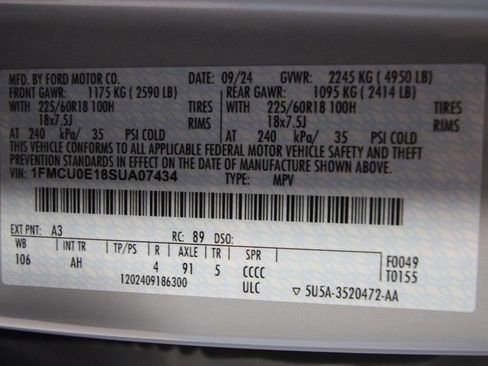 MFD. BY FORD MOTOR CO. 09/24 GVWR: 2245 KG ( 4950 LB)
FRONT GAWR: 1175 KG ( 2590 LB) REAR GAWR: 1095 KG ( 2414 LB)
WITH 225/60R18 100H TIRES WITH 225/60R18 100H TIRES
18x7.5J RIMS 18x7.5J RIMS
AT 240 kPa/ 35 PSI COLD AT 240 kPa/ 35 PSI COLD
THIS VEHICLE CONFORMS TO ALL APPLICABLE FEDERAL MOTOR VEHICLE SAFETY AND
THEFT PREVENTION STANDARDS IN EFFECT ON THE DATE OF MANUFACTURE SHOWN ABOVE.
VIN: 1FMCU0E18SUA07434 TYPE: MPV
EXT PNT: A3 RC: 89 DSO:
WB INT TR TP/PS R AXLE TR SPR F0049
106 AH 4 91 5 CCCC T0155
1202409186300 ULC ▽ 5U5A-3520472-AA